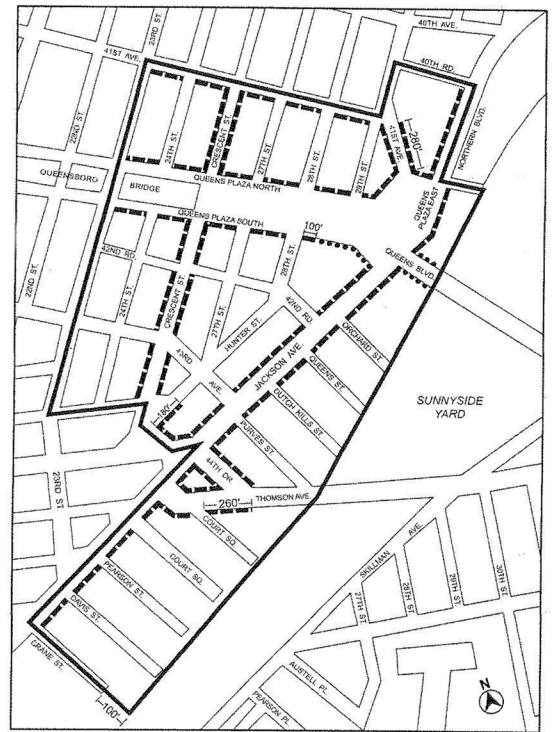 40TH AVE.
23RD ST.
41ST AVE.
40TH RD.
NORTHERN BLVD.
280'
41ST AVE.
22ND ST.
24TH ST.
CRESCENT ST.
27TH ST.
28TH ST.
29TH ST.
QUEENSBORO
BRIDGE
QUEENS PLAZA NORTH
QUEENS
PLAZA EAST
QUEENS PLAZA SOUTH
100'
QUEENS BLVD.
42ND RD.
28TH ST.
22ND ST.
24TH ST.
CRESCENT ST.
27TH ST.
HUNTER ST.
42ND RD.
ORCHARD ST.
JACKSON AVE.
43RD
AVE.
QUEENS ST.
DUTCH KILLS ST.
SUNNYSIDE
YARD
180'
PURVES ST.
44TH DR.
23RD ST.
THOMSON AVE.
260'
COURT SQ.
COURT SQ.
SKILLMAN AVE.
PEARSON ST.
DAVIS ST.
27TH ST.
28TH ST.
29TH ST.
30TH ST.
CRANE ST.
100'
AUSTELL PL.
PEARSON PL.
N